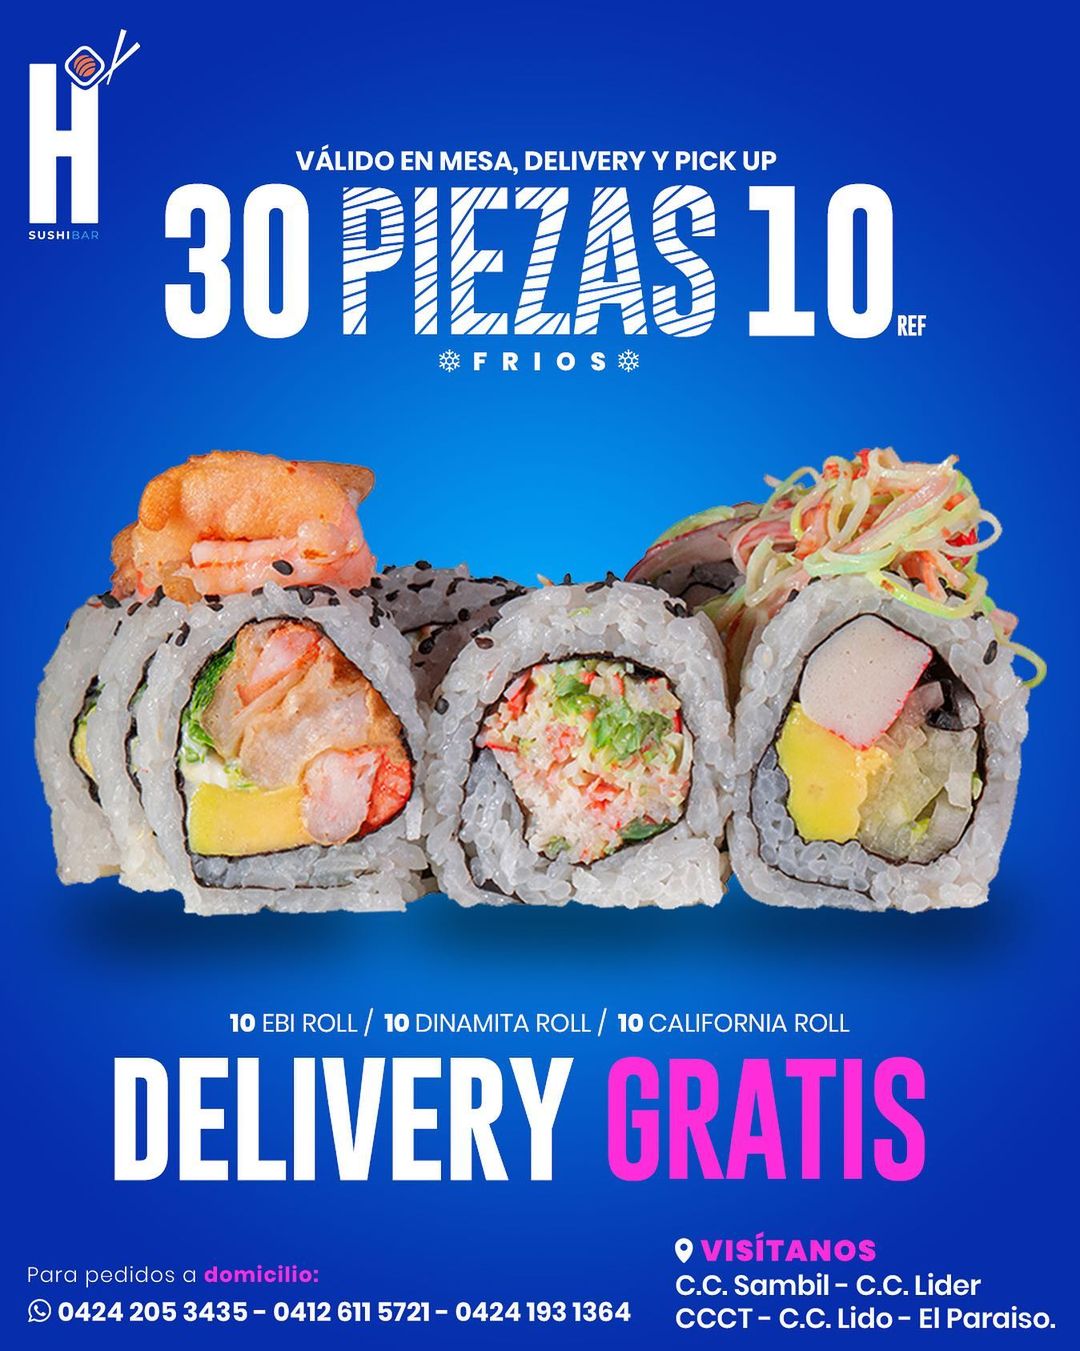 H
SUSHIBAR
VÁLIDO EN MESA, DELIVERY Y PICK UP
30 PIEZAS 10 REF
FRIOS
10 EBI ROLL / 10 DINAMITA ROLL / 10 CALIFORNIA ROLL
DELIVERY GRATIS
Para pedidos a domicilio:
0424 205 3435 - 0412 611 5721 - 0424 193 1364
VISÍTANOS
C.C. Sambil - C.C. Lider
CCCT - C.C. Lido - El Paraiso.